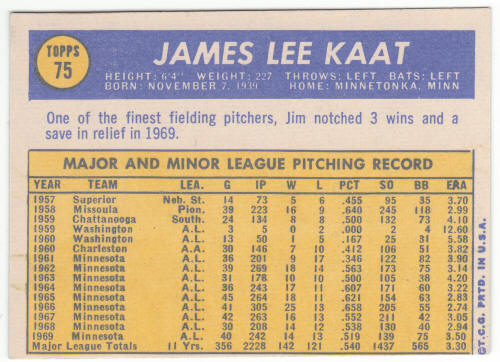 TOPPS
75
JAMES LEE KAAT
HEIGHT: 6'4" WEIGHT: 227 THROWS: LEFT BATS: LEFT
BORN: NOVEMBER 7, 1939 HOME: MINNETONKA, MINN
One of the finest fielding pitchers, Jim notched 3 wins and a
save in relief in 1969.
MAJOR AND MINOR LEAGUE PITCHING RECORD
YEAR TEAM LEA. G IP W L PCT SO BB ERA
1957 Superior Neb. St. 14 73 5 6 .455 95 35 3.70
1958 Missoula Pion. 39 223 16 9 .640 245 118 2.99
1959 Chattanooga South. 24 134 8 8 .500 132 73 4.10
1959 Washington A.L. 3 5 0 2 .000 2 4 12.60
1960 Washington A.L. 13 50 1 5 .167 25 31 5.58
1960 Charleston A.A. 30 146 7 10 .412 106 51 3.82
1961 Minnesota A.L. 36 201 9 17 .346 122 82 3.90
1962 Minnesota A.L. 39 269 18 14 .563 173 75 3.14
1963 Minnesota A.L. 31 178 10 10 .500 105 38 4.20
1964 Minnesota A.L. 36 243 17 11 .607 171 60 3.22
1965 Minnesota A.L. 45 264 18 11 .621 154 63 2.83
1966 Minnesota A.L. 41 305 25 13 .658 205 55 2.74
1967 Minnesota A.L. 42 263 16 13 .552 211 42 3.05
1968 Minnesota A.L. 30 208 14 12 .538 130 40 2.94
1969 Minnesota A.L. 40 242 14 13 .519 139 75 3.50
Major League Totals 11 Yrs. 356 2228 142 121 .540 1437 565 3.30
©T.C.G. PRTD. IN U.S.A.